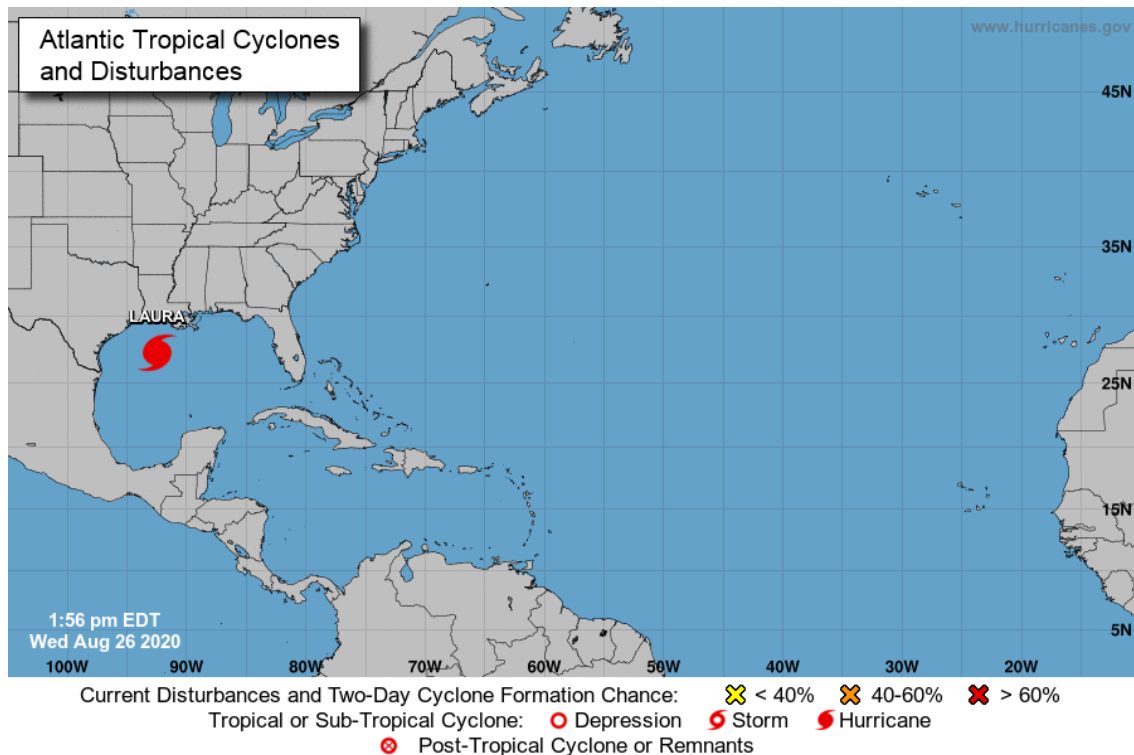 Atlantic Tropical Cyclones
and Disturbances
www.hurricanes.gov
45N
35N
LAURA
25N
15N
1:56 pm EDT
Wed Aug 26 2020
5N
100W 90W 80W 70W 60W 50W 40W 30W 20W
Current Disturbances and Two-Day Cyclone Formation Chance: < 40% 40-60% > 60%
Tropical or Sub-Tropical Cyclone: Depression Storm Hurricane
Post-Tropical Cyclone or Remnants